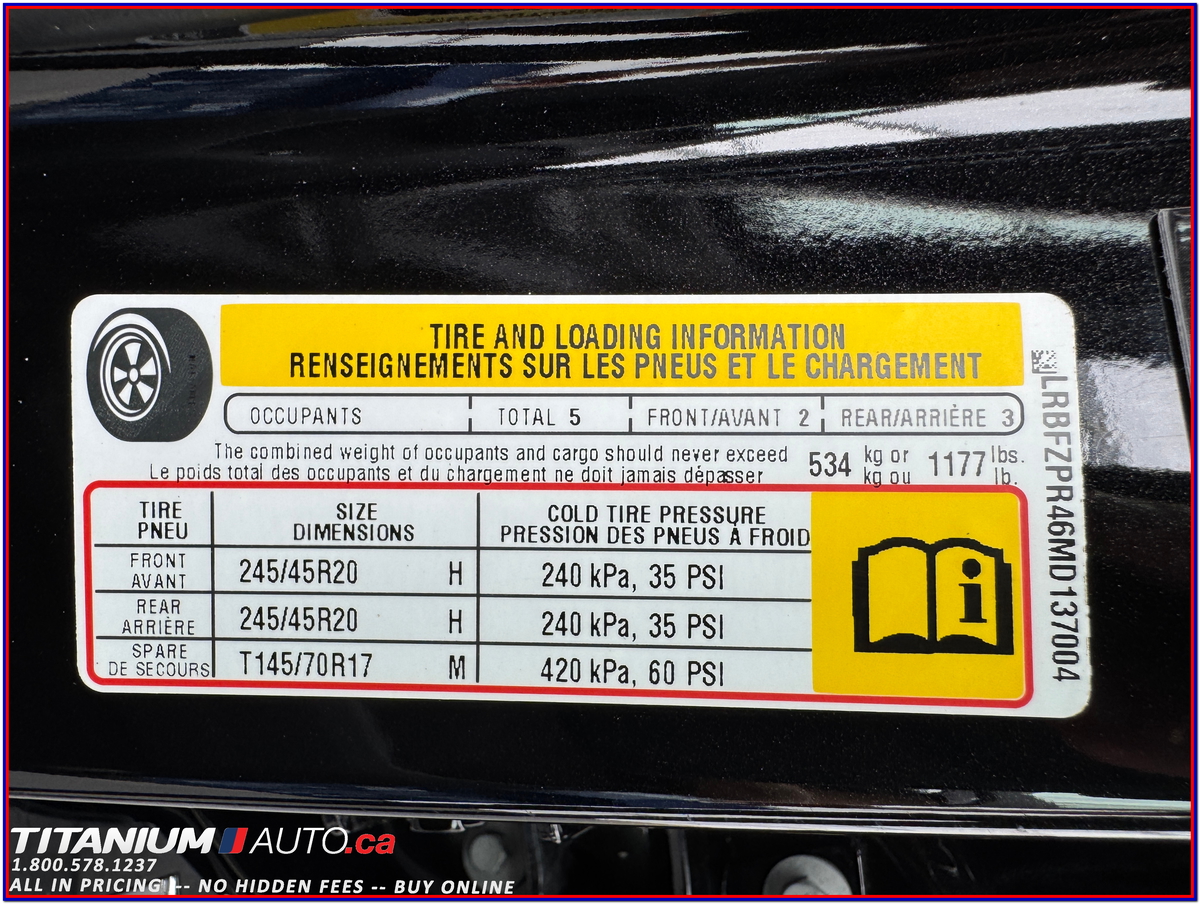 TIRE AND LOADING INFORMATION
RENSEIGNEMENTS SUR LES PNEUS ET LE CHARGEMENT
OCCUPANTS TOTAL 5 FRONT/AVANT 2 REAR/ARRIÈRE 3
The combined weight of occupants and cargo should never exceed 534 kg or 1177 lbs.
Le poids total des occupants et du chargement ne doit jamais dépasser kg ou lb.
TIRE SIZE COLD TIRE PRESSURE
PNEU DIMENSIONS PRESSION DES PNEUS À FROID
FRONT
AVANT 245/45R20 H 240 kPa, 35 PSI
REAR
ARRIÈRE 245/45R20 H 240 kPa, 35 PSI
SPARE
DE SECOURS T145/70R17 M 420 kPa, 60 PSI
i
LRBFZPR46MD137004
TITANIUM AUTO.ca
1.800.578.1237
ALL IN PRICING -- NO HIDDEN FEES -- BUY ONLINE